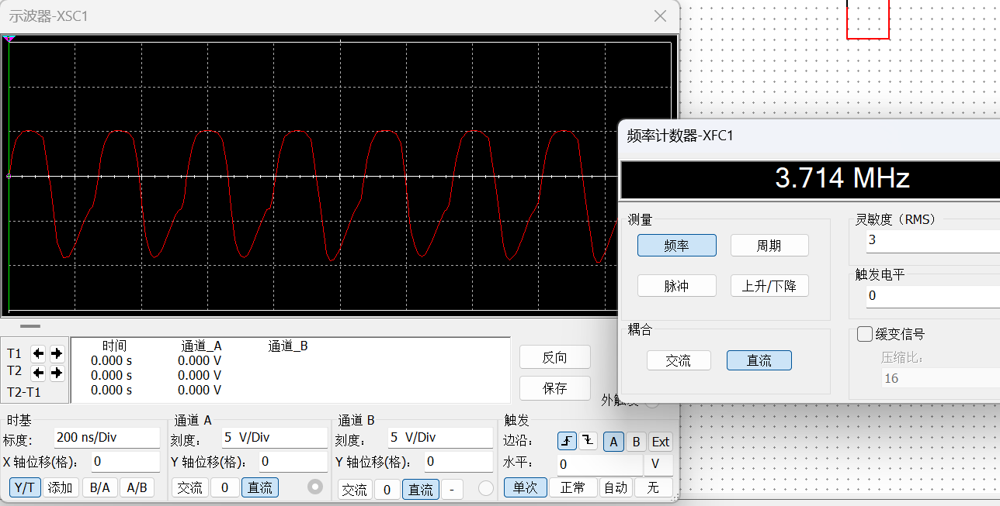 示波器-XSC1
频率计数器-XFC1
3.714 MHz
测量
频率 周期
脉冲 上升/下降
耦合
交流 直流
灵敏度（RMS）
3
触发电平
0
缓变信号
压缩比：
16
时间 通道_A 通道_B
T1 0.000 s 0.000 V
T2 0.000 s 0.000 V
T2-T1 0.000 s 0.000 V
反向
保存
外触发
时基
标度： 200 ns/Div
X 轴位移(格)： 0
Y/T 添加 B/A A/B
通道 A
刻度： 5 V/Div
Y 轴位移(格)： 0
交流 0 直流
通道 B
刻度： 5 V/Div
Y 轴位移(格)： 0
交流 0 直流 -
触发
边沿： A B Ext
水平： 0 V
单次 正常 自动 无